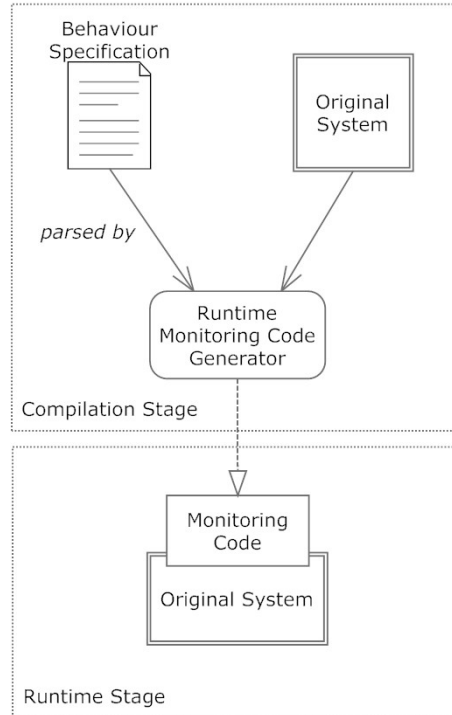 Behaviour
Specification
Original
System
parsed by
Runtime
Monitoring Code
Generator
Compilation Stage
Monitoring
Code
Original System
Runtime Stage